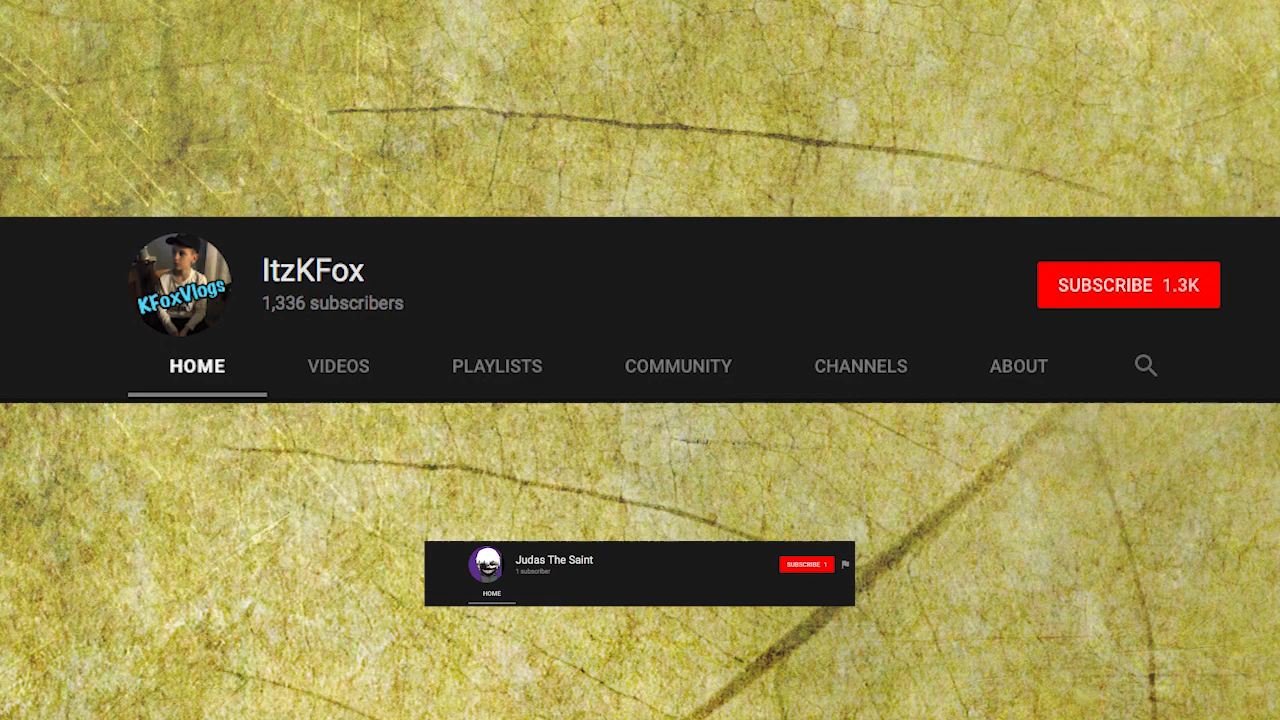 ItzKFox
1,336 subscribers
KFoxVlogs
SUBSCRIBE 1.3K
HOME VIDEOS PLAYLISTS COMMUNITY CHANNELS ABOUT
Judas The Saint
1 subscriber
SUBSCRIBE 1
HOME